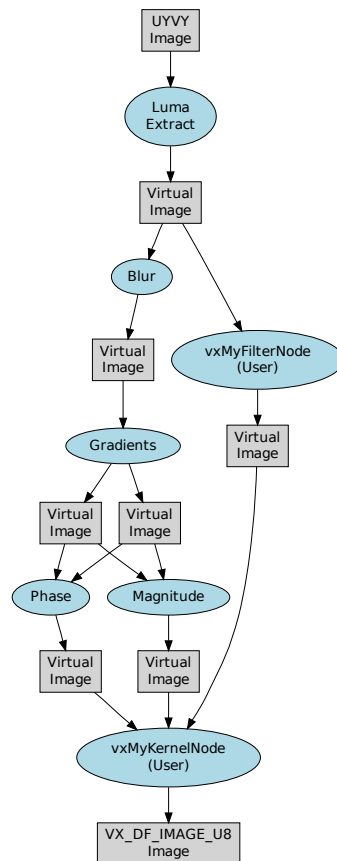 UYVY
Image
Luma
Extract
Virtual
Image
Blur
Virtual
Image
vxMyFilterNode
(User)
Gradients
Virtual
Image
Virtual
Image
Virtual
Image
Phase
Magnitude
Virtual
Image
Virtual
Image
vxMyKernelNode
(User)
VX_DF_IMAGE_U8
Image